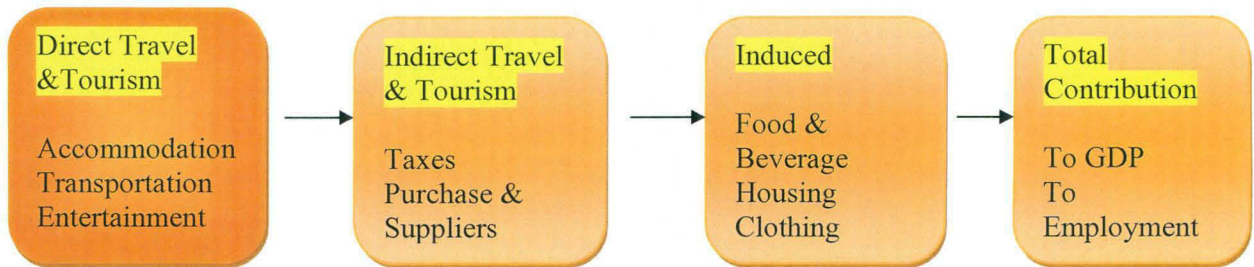 Direct Travel
&Tourism
Accommodation
Transportation
Entertainment
Indirect Travel
& Tourism
Taxes
Purchase &
Suppliers
Induced
Food &
Beverage
Housing
Clothing
Total
Contribution
To GDP
To
Employment